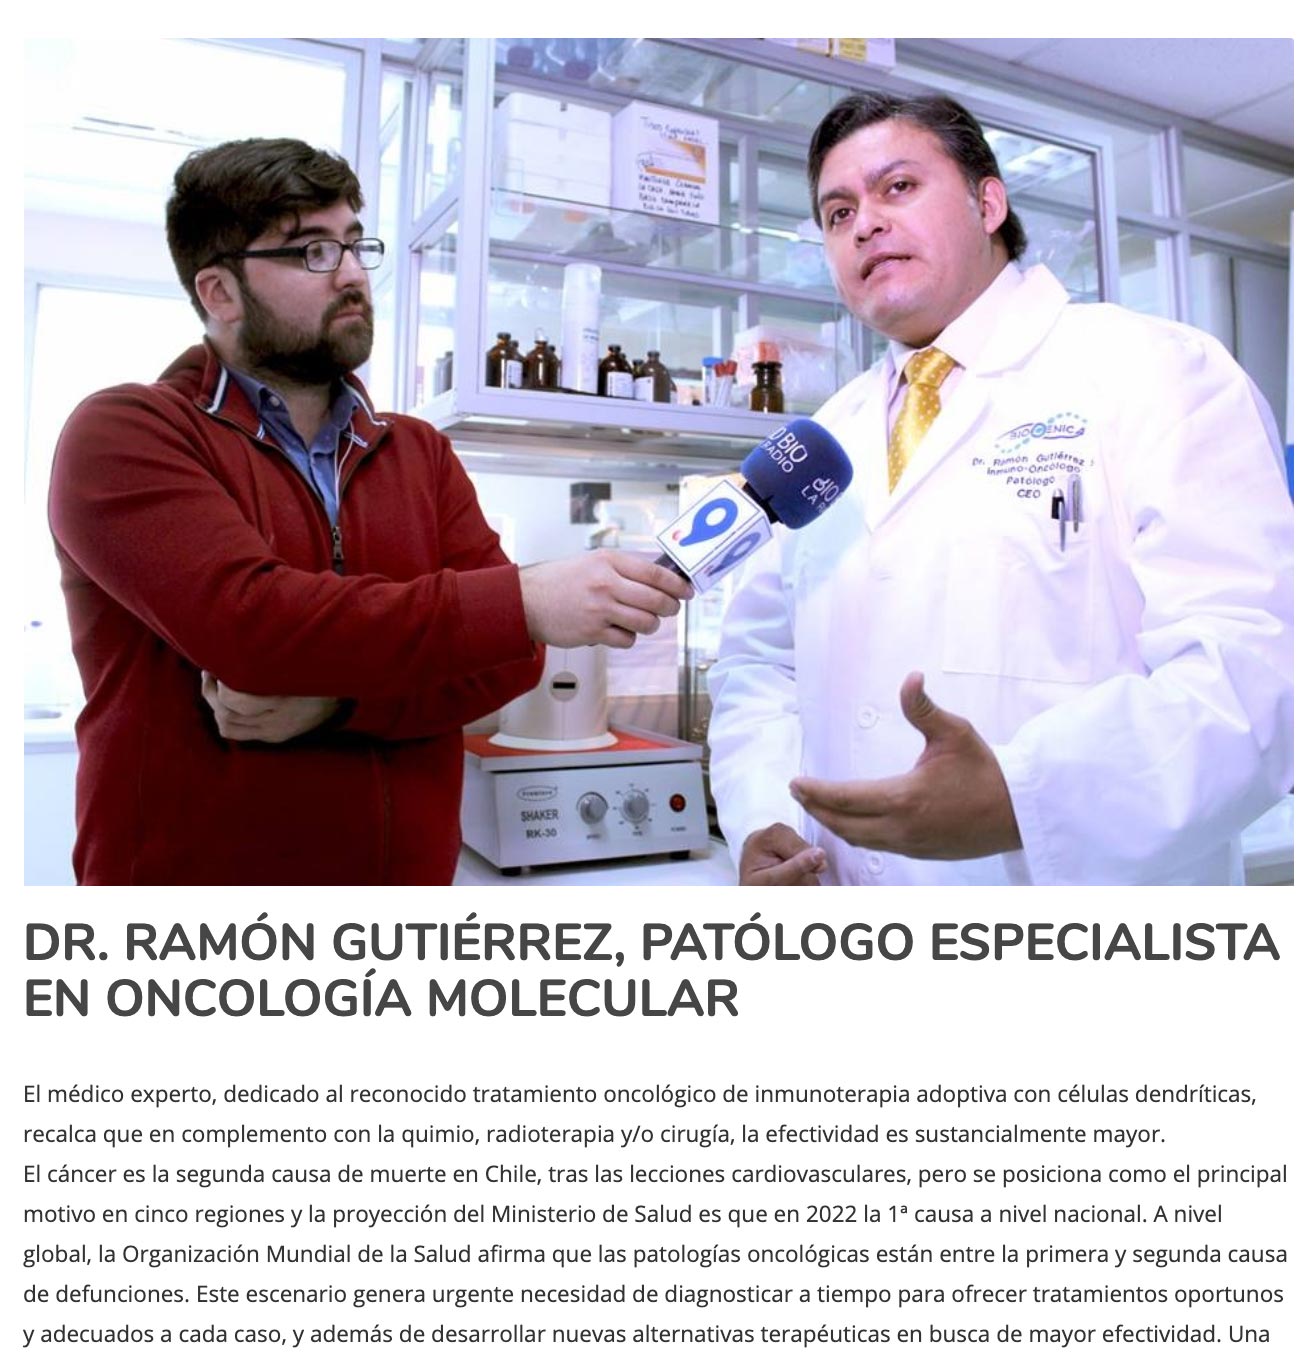 BIO BIO
RADIO
LA R
9
9
BIOCENICA
Dr. Ramón Gutiérrez
Inmuno-Oncólogo
Patólogo
CEO
SHAKER
RK-30
POWER
DR. RAMÓN GUTIÉRREZ, PATÓLOGO ESPECIALISTA
EN ONCOLOGÍA MOLECULAR
El médico experto, dedicado al reconocido tratamiento oncológico de inmunoterapia adoptiva con células dendríticas,
recalca que en complemento con la quimio, radioterapia y/o cirugía, la efectividad es sustancialmente mayor.
El cáncer es la segunda causa de muerte en Chile, tras las lecciones cardiovasculares, pero se posiciona como el principal
motivo en cinco regiones y la proyección del Ministerio de Salud es que en 2022 la 1ª causa a nivel nacional. A nivel
global, la Organización Mundial de la Salud afirma que las patologías oncológicas están entre la primera y segunda causa
de defunciones. Este escenario genera urgente necesidad de diagnosticar a tiempo para ofrecer tratamientos oportunos
y adecuados a cada caso, y además de desarrollar nuevas alternativas terapéuticas en busca de mayor efectividad. Una